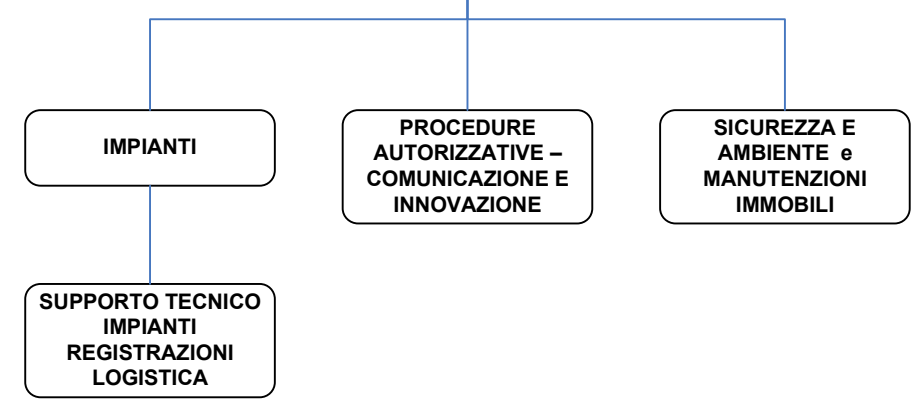 IMPIANTI
PROCEDURE
AUTORIZZATIVE –
COMUNICAZIONE E
INNOVAZIONE
SICUREZZA E
AMBIENTE e
MANUTENZIONI
IMMOBILI
SUPPORTO TECNICO
IMPIANTI
REGISTRAZIONI
LOGISTICA